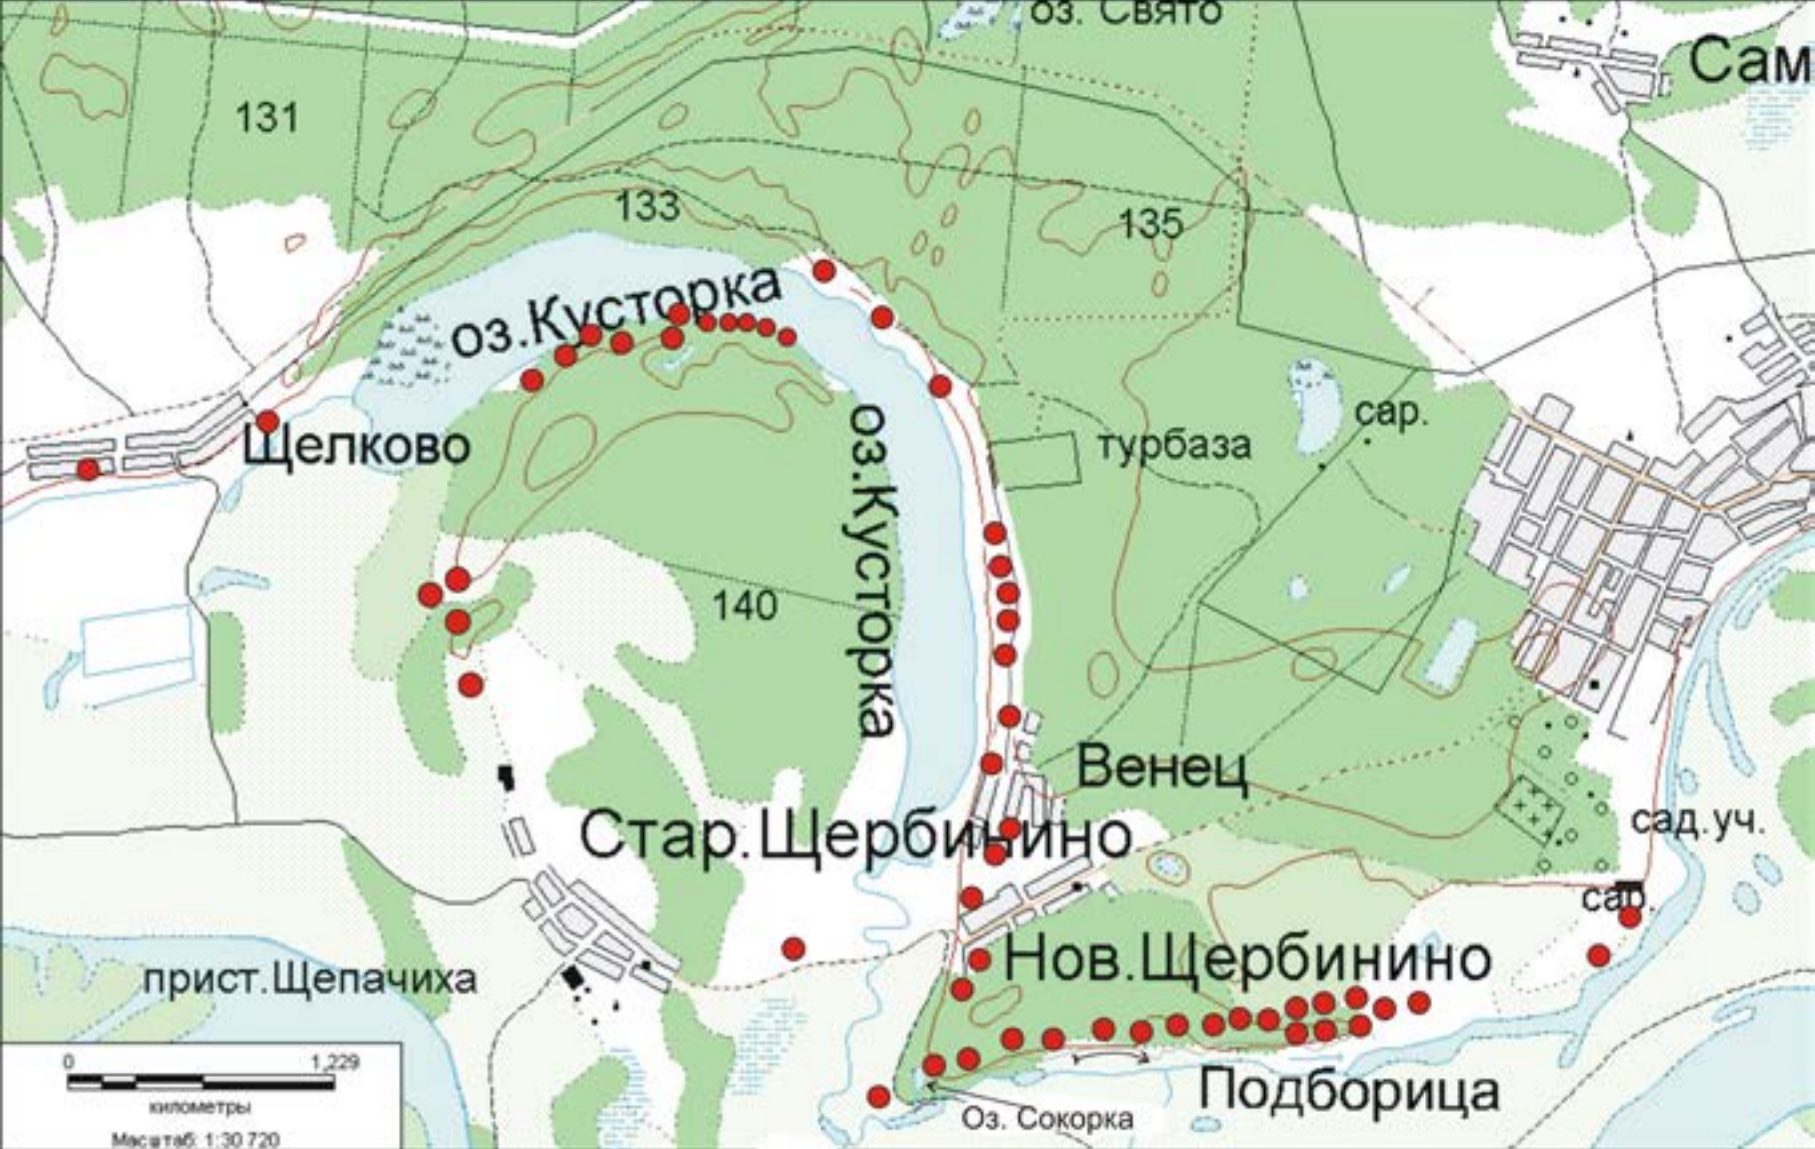 оз. Свято
Сам
131
133
135
оз.Кусторка
сар.
Щелково
турбаза
оз.Кусторка
140
Венец
Стар.Щербинино
сад.уч.
сар.
Нов.Щербинино
прист.Щепачиха
0 1,229
километры
Масштаб: 1:30 720
Подборица
Оз. Сокорка